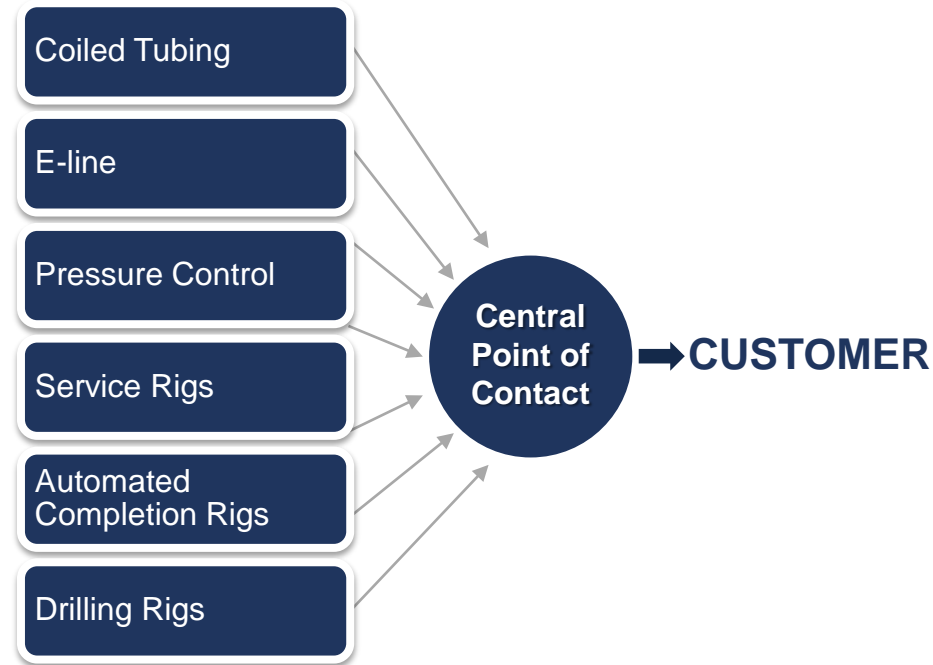 Coiled Tubing
E-line
Pressure Control
Service Rigs
Automated
Completion Rigs
Drilling Rigs
Central
Point of
Contact
CUSTOMER